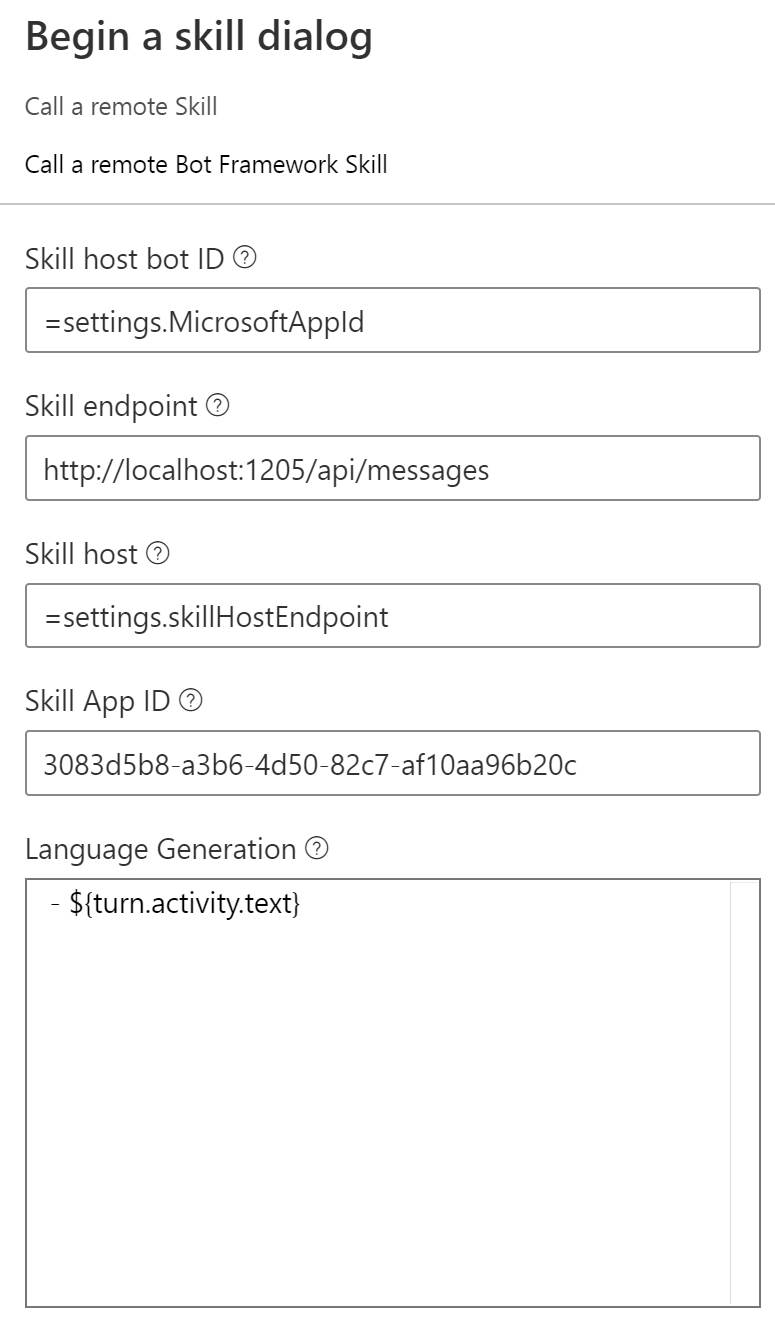 Begin a skill dialog
Call a remote Skill
Call a remote Bot Framework Skill
Skill host bot ID ?
=settings.MicrosoftAppId
Skill endpoint ?
http://localhost:1205/api/messages
Skill host ?
=settings.skillHostEndpoint
Skill App ID ?
3083d5b8-a3b6-4d50-82c7-af10aa96b20c
Language Generation ?
- ${turn.activity.text}